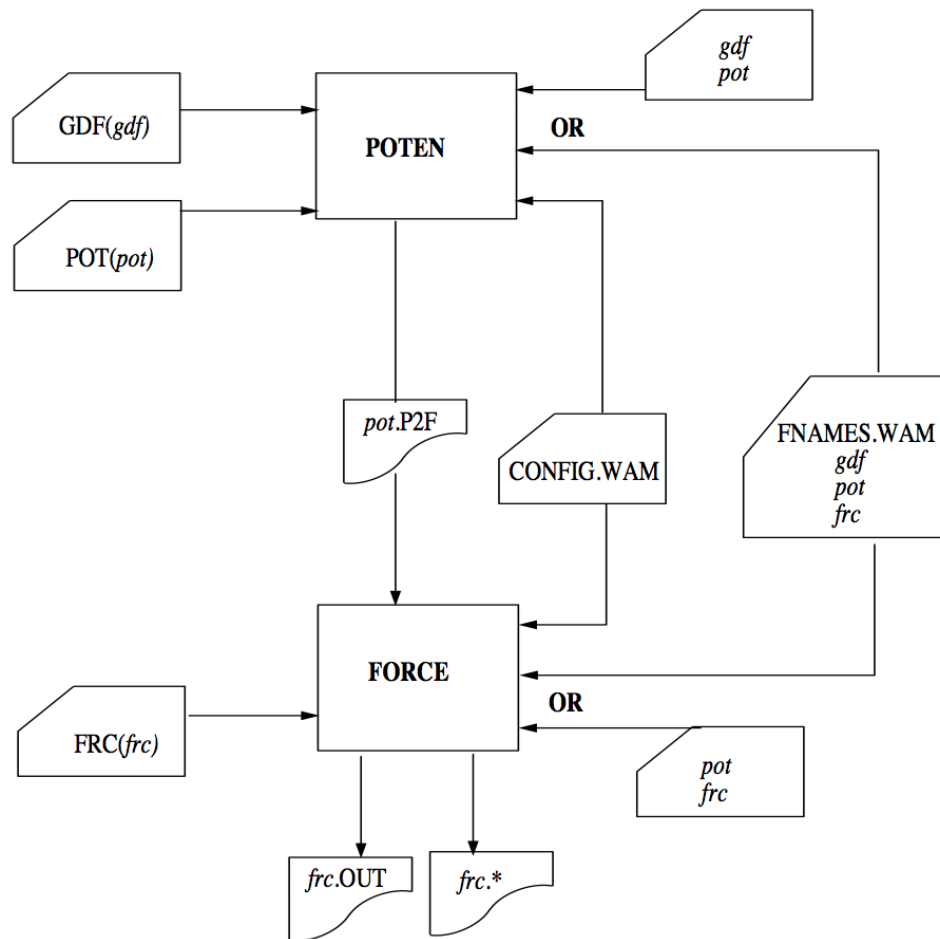 gdf
pot
GDF(gdf)
POTEN
OR
POT(pot)
pot.P2F
CONFIG.WAM
FNAMES.WAM
gdf
pot
frc
FORCE
OR
FRC(frc)
pot
frc
frc.OUT
frc.*